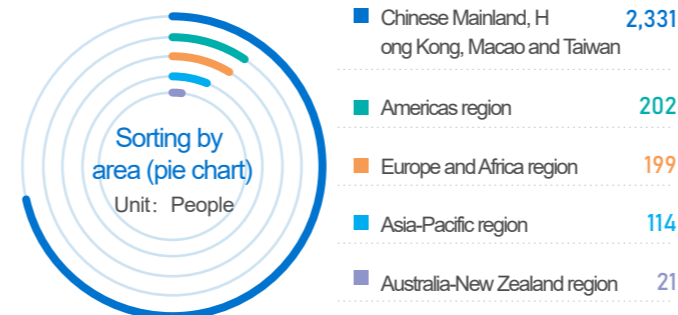 Sorting by
area (pie chart)
Unit： People
Chinese Mainland, H 2,331
ong Kong, Macao and Taiwan
Americas region 202
Europe and Africa region 199
Asia-Pacific region 114
Australia-New Zealand region 21